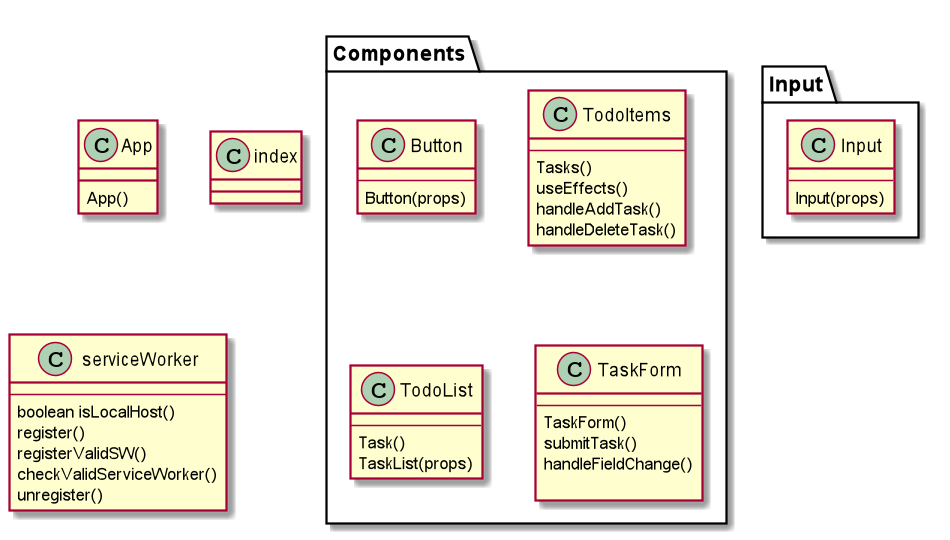 Components
Input
C App
App()
C index
C Button
Button(props)
C TodoItems
Tasks()
useEffects()
handleAddTask()
handleDeleteTask()
C Input
Input(props)
C serviceWorker
boolean isLocalHost()
register()
registerValidSW()
checkValidServiceWorker()
unregister()
C TodoList
Task()
TaskList(props)
C TaskForm
TaskForm()
submitTask()
handleFieldChange()